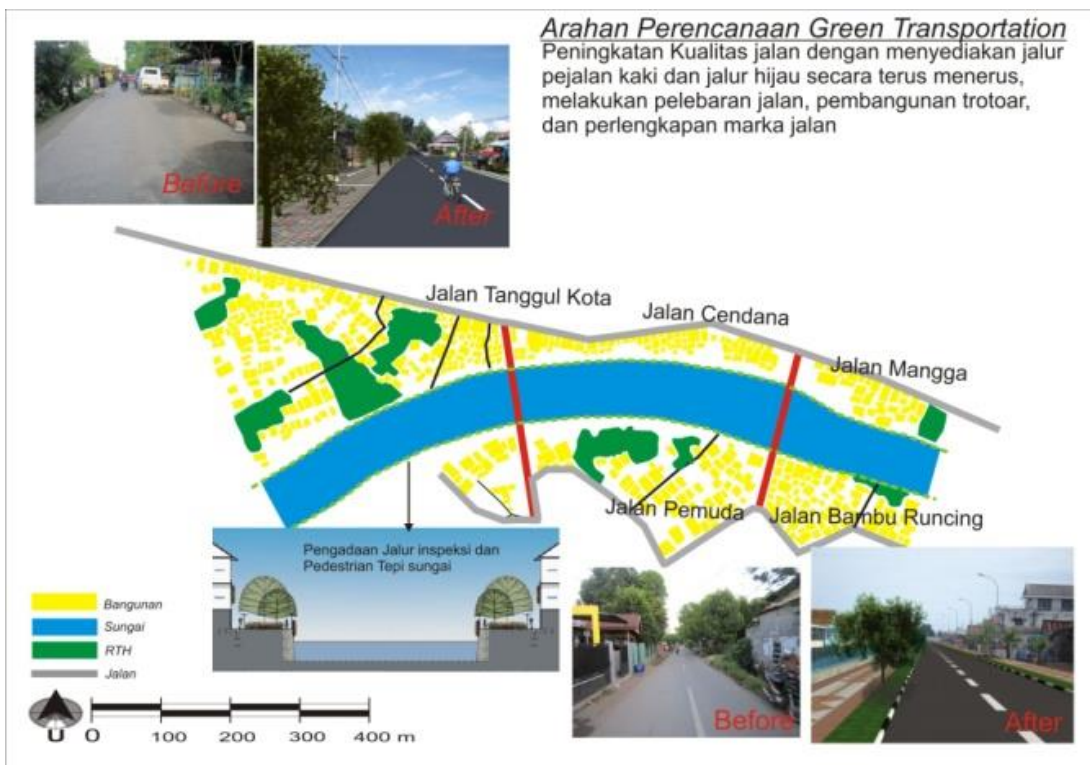 Arahan Perencanaan Green Transportation
Peningkatan Kualitas jalan dengan menyediakan jalur
pejalan kaki dan jalur hijau secara terus menerus,
melakukan pelebaran jalan, pembangunan trotoar,
dan perlengkapan marka jalan
Before
After
Jalan Tanggul Kota
Jalan Cendana
Jalan Mangga
Jalan Pemuda
Jalan Bambu Runcing
Pengadaan Jalur inspeksi dan
Pedestrian Tepi sungai
Bangunan
Sungai
RTH
Jalan
U 0 100 200 300 400 m
Before
After